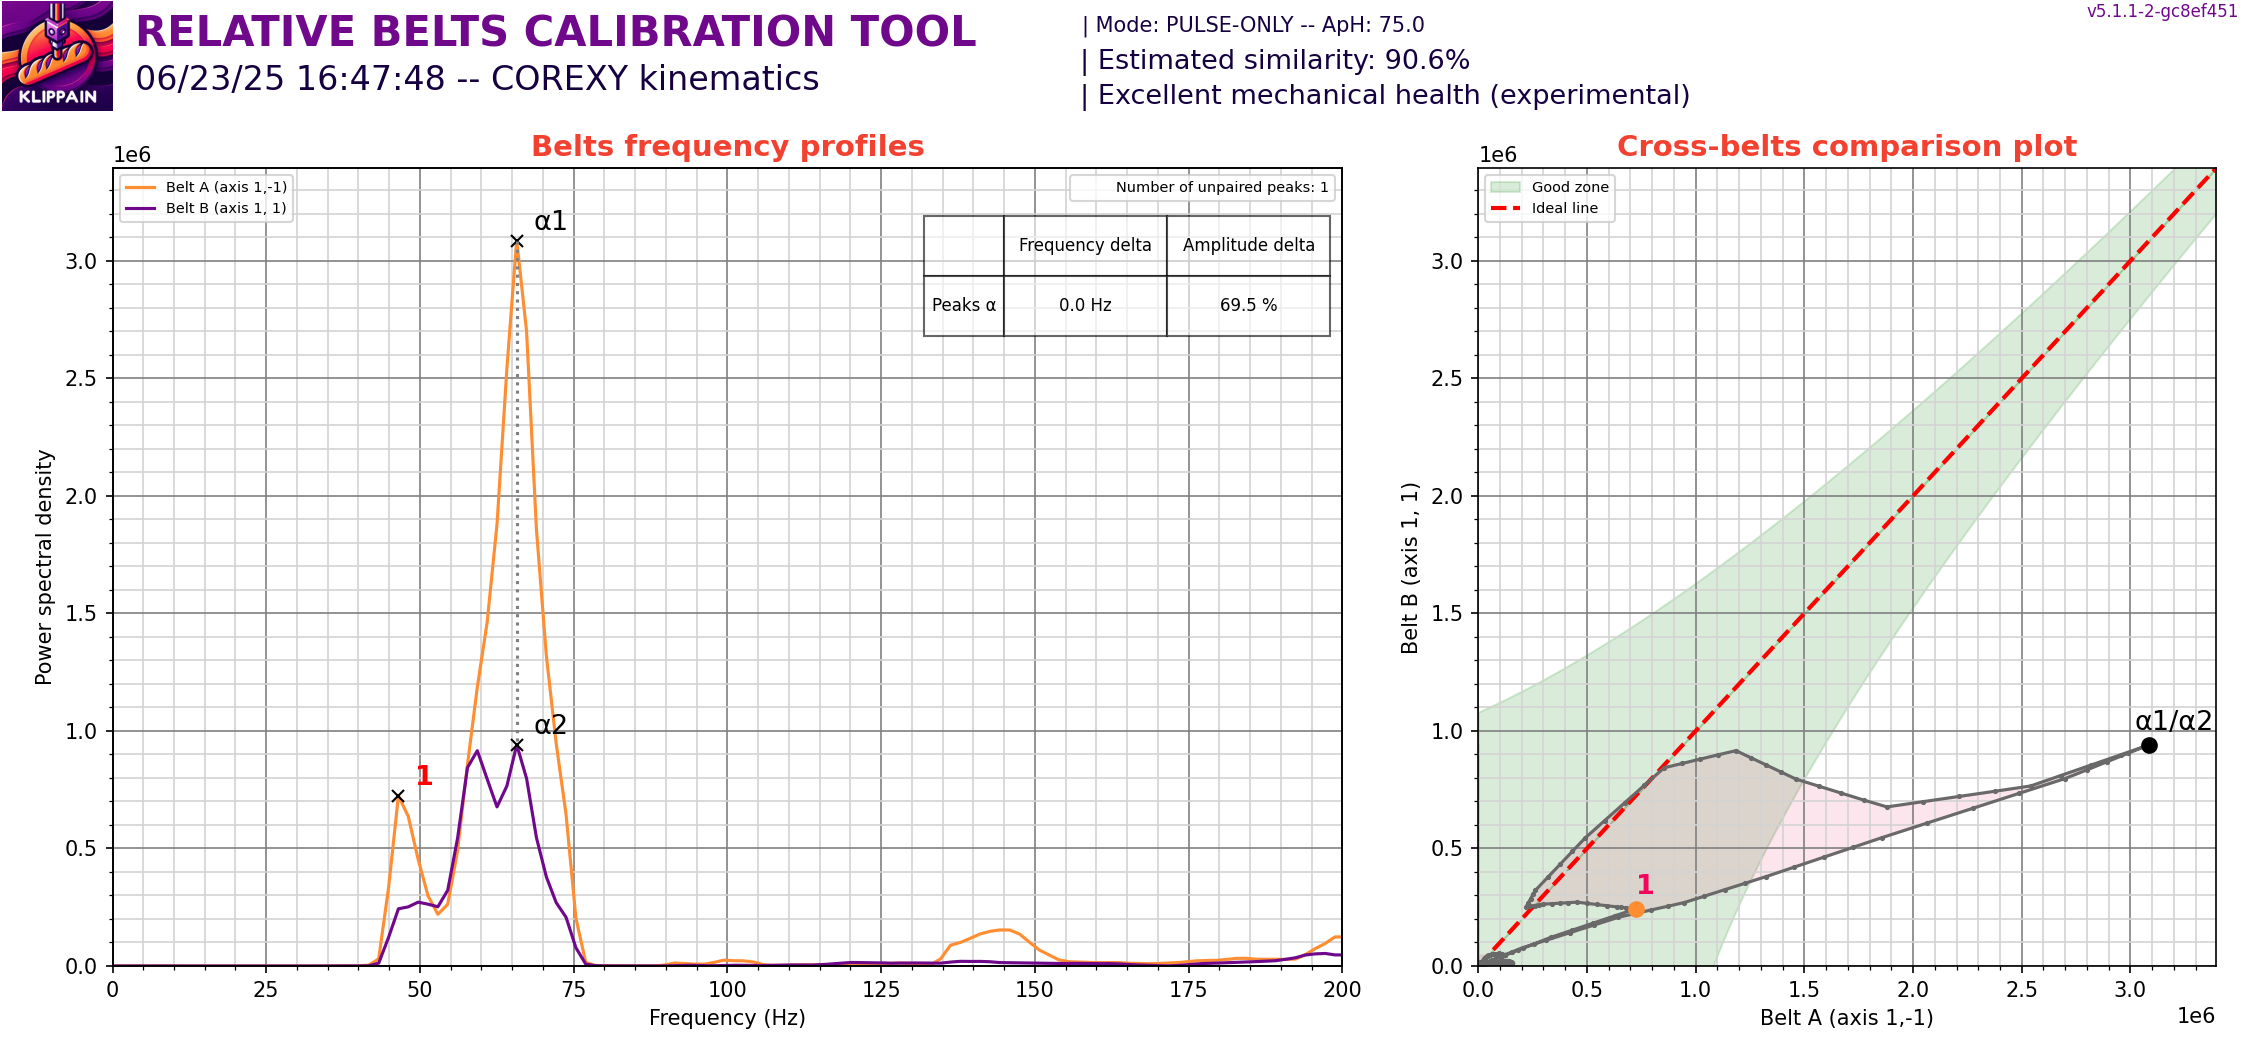 KLIPPAIN
RELATIVE BELTS CALIBRATION TOOL
06/23/25 16:47:48 -- COREXY kinematics
| Mode: PULSE-ONLY -- ApH: 75.0
| Estimated similarity: 90.6%
| Excellent mechanical health (experimental)
v5.1.1-2-gc8ef451
Belts frequency profiles
1e6
Belt A (axis 1,-1)
Belt B (axis 1, 1)
Number of unpaired peaks: 1
Frequency delta Amplitude delta
Peaks α 0.0 Hz 69.5 %
α1
α2
1
3.0
2.5
2.0
1.5
1.0
0.5
0.0
Power spectral density
0 25 50 75 100 125 150 175 200
Frequency (Hz)
Cross-belts comparison plot
1e6
Good zone
Ideal line
α1/α2
1
3.0
2.5
2.0
1.5
1.0
0.5
0.0
Belt B (axis 1, 1)
0.0 0.5 1.0 1.5 2.0 2.5 3.0
Belt A (axis 1,-1)
1e6